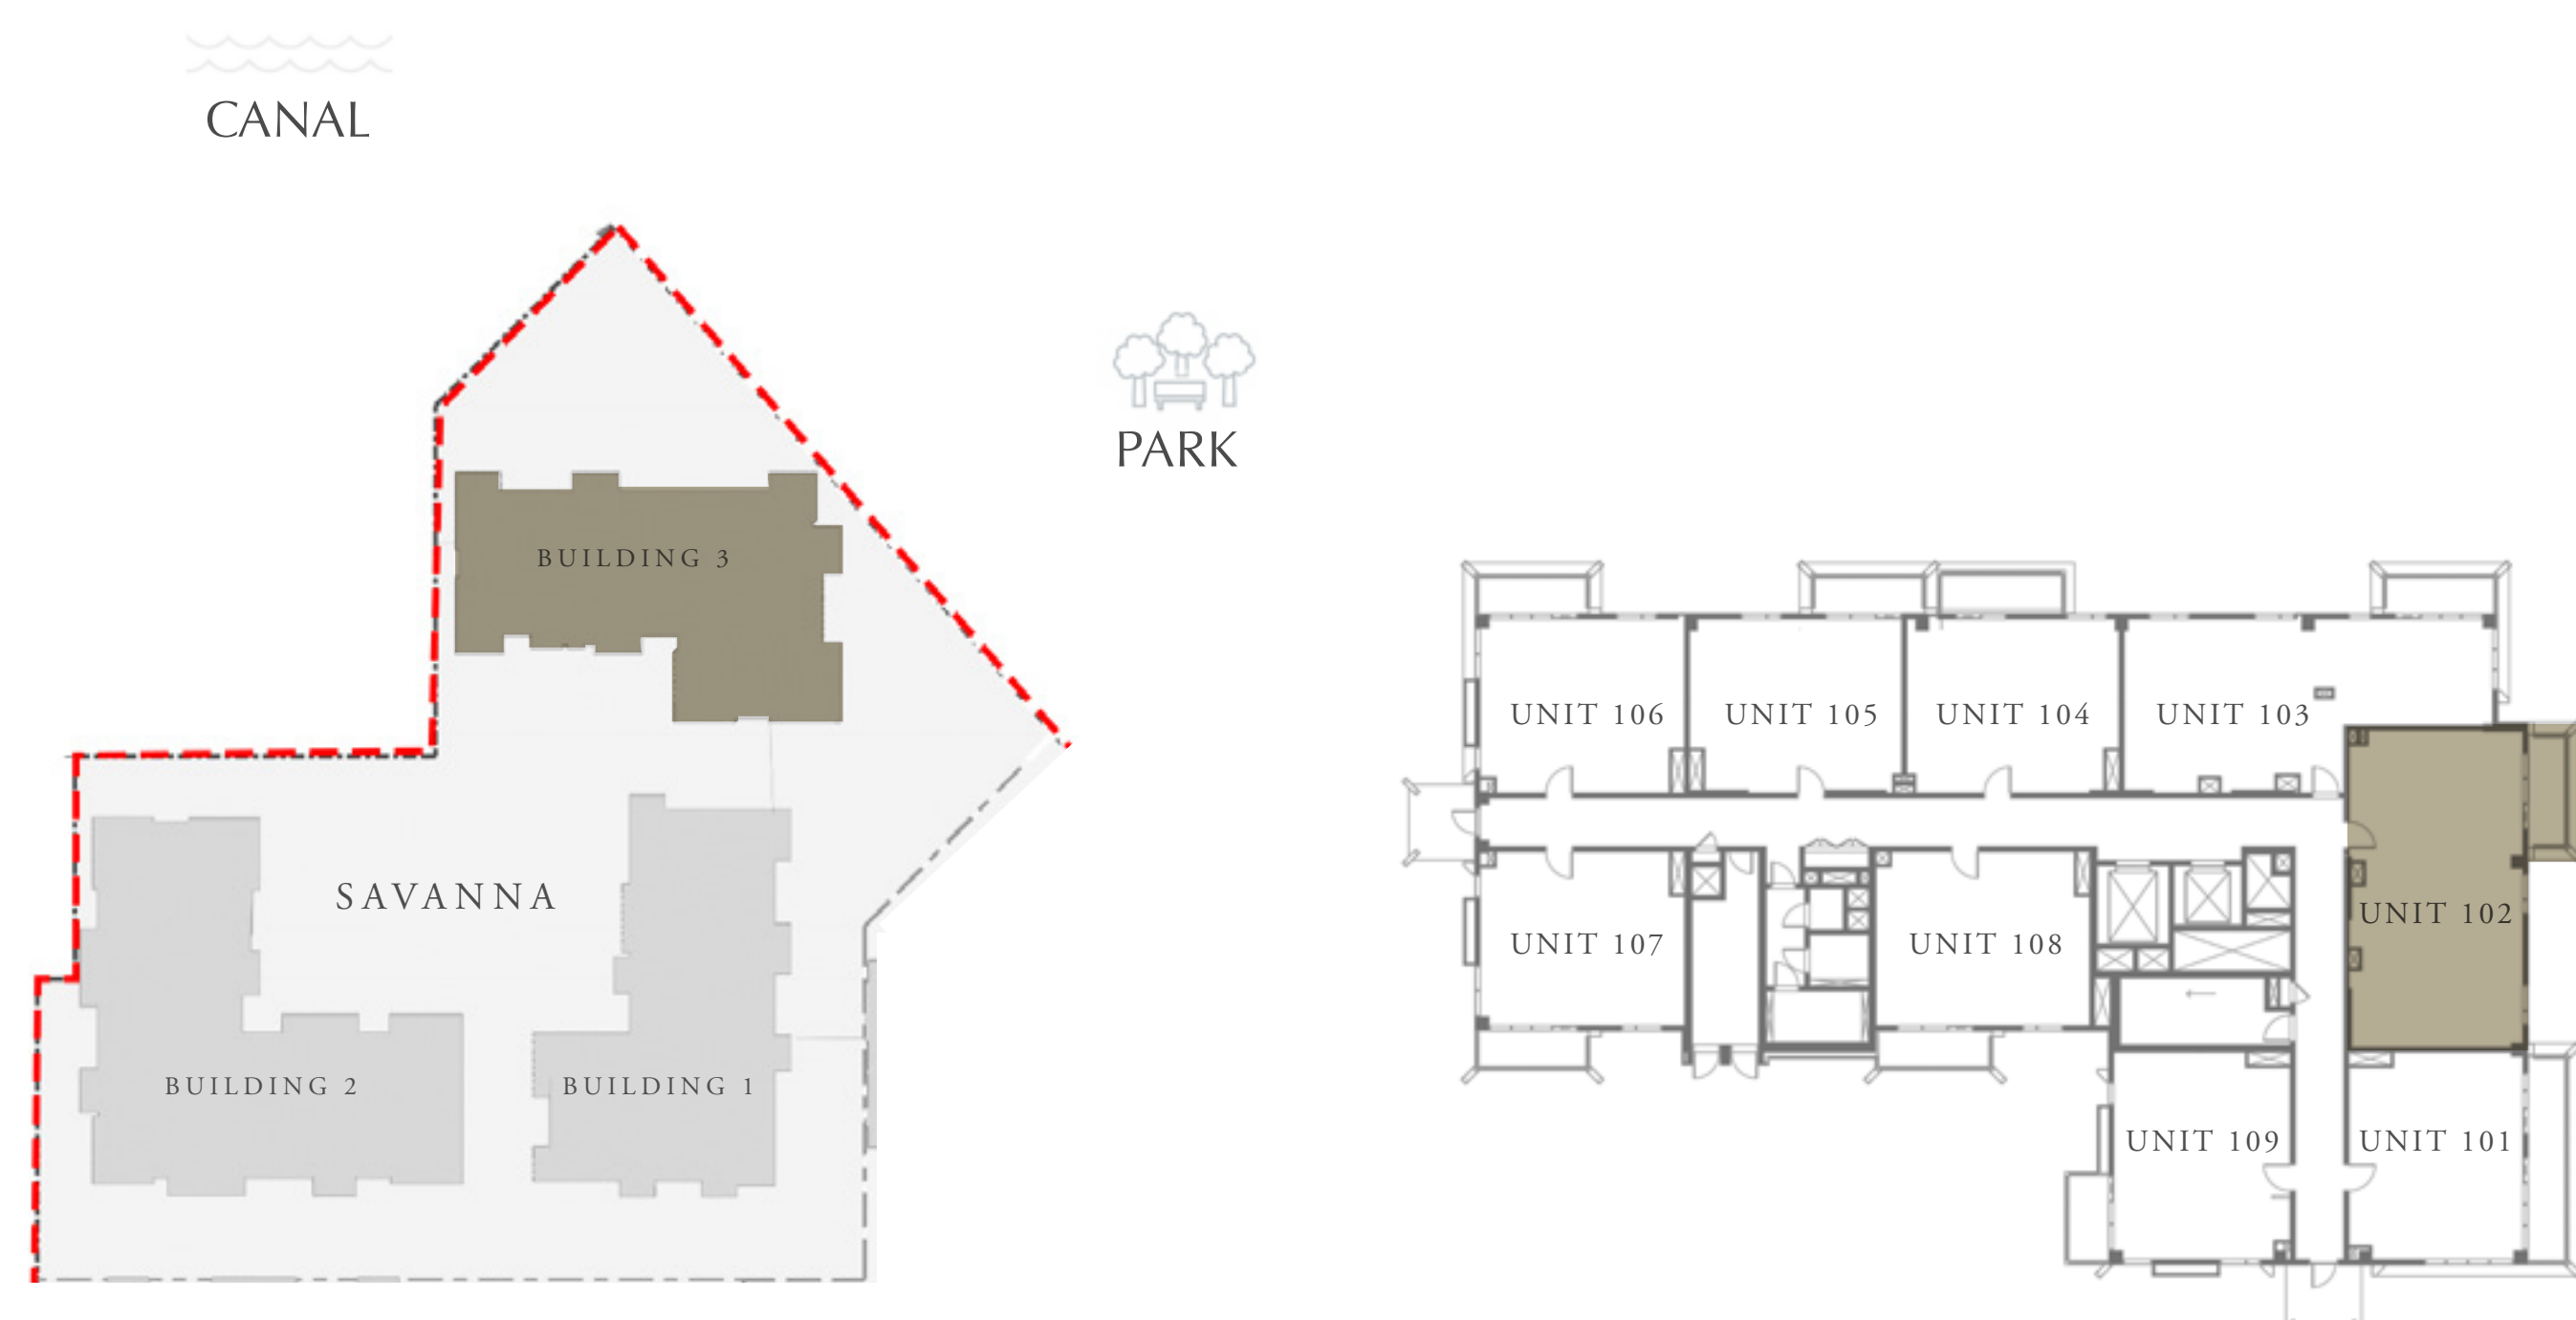 CANAL
PARK
BUILDING 3
SAVANNA
BUILDING 2
BUILDING 1
UNIT 106
UNIT 105
UNIT 104
UNIT 103
UNIT 107
UNIT 108
UNIT 102
UNIT 109
UNIT 101